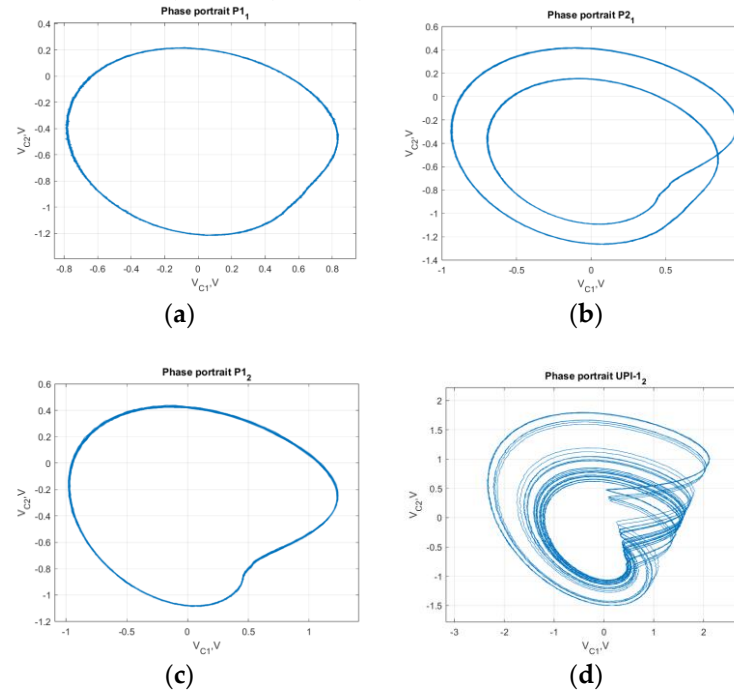 Phase portrait P1₁
0.4
0.2
0
-0.2
-0.4
-0.6
-0.8
-1
-1.2
V_C2,V
-0.8 -0.6 -0.4 -0.2 0 0.2 0.4 0.6 0.8
V_C1,V
(a)
Phase portrait P2₁
0.6
0.4
0.2
0
-0.2
-0.4
-0.6
-0.8
-1
-1.2
-1.4
V_C2,V
-1 -0.5 0 0.5
V_C1,V
(b)
Phase portrait P1₂
0.6
0.4
0.2
0
-0.2
-0.4
-0.6
-0.8
-1
-1.2
V_C2,V
-1 -0.5 0 0.5 1
V_C1,V
(c)
Phase portrait UPI-1₂
2
1.5
1
0.5
0
-0.5
-1
-1.5
V_C2,V
-3 -2 -1 0 1 2
V_C1,V
(d)